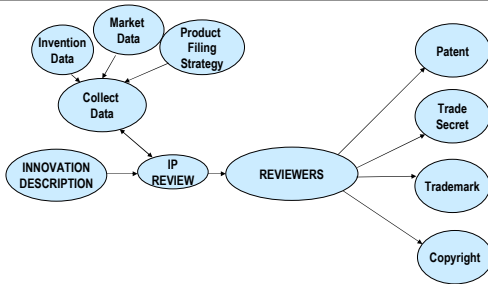 Invention
Data
Market
Data
Product
Filing
Strategy
Collect
Data
INNOVATION
DESCRIPTION
IP
REVIEW
REVIEWERS
Patent
Trade
Secret
Trademark
Copyright